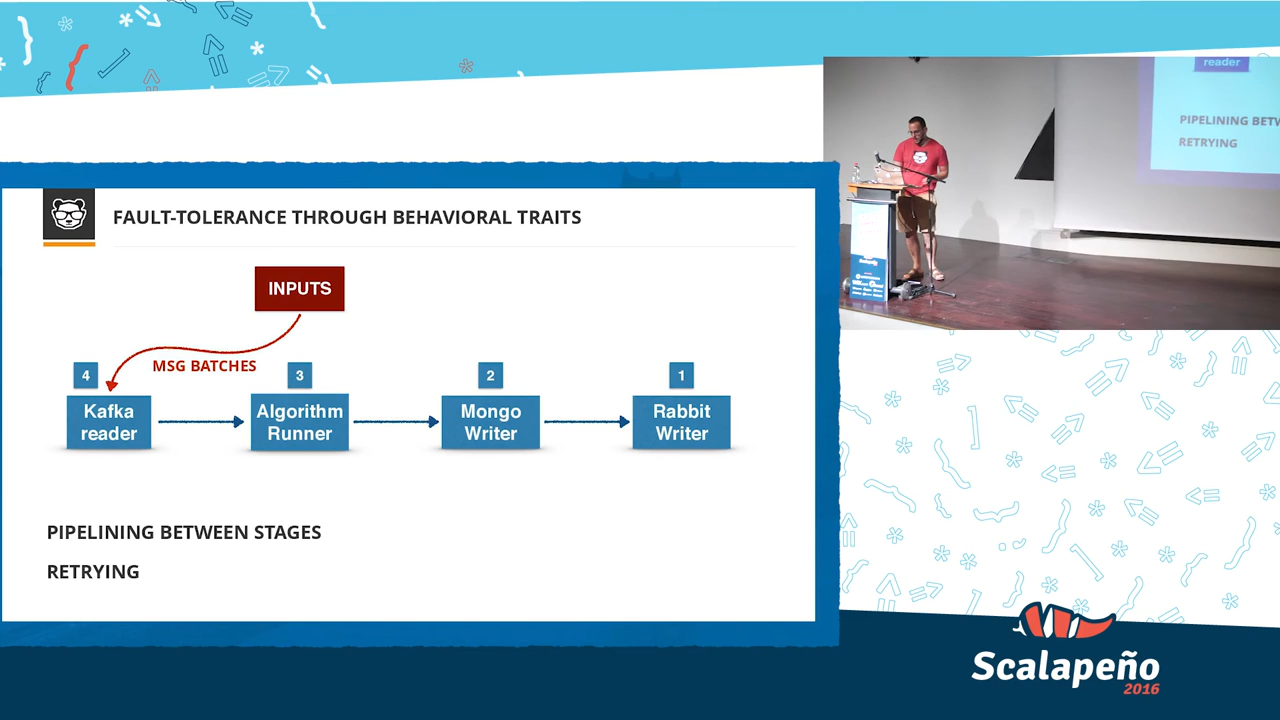 FAULT-TOLERANCE THROUGH BEHAVIORAL TRAITS
INPUTS
MSG BATCHES
4
3
2
1
Kafka
reader
Algorithm
Runner
Mongo
Writer
Rabbit
Writer
PIPELINING BETWEEN STAGES
RETRYING
reader
PIPELINING BETW
RETRYING
Scalapeño
2016